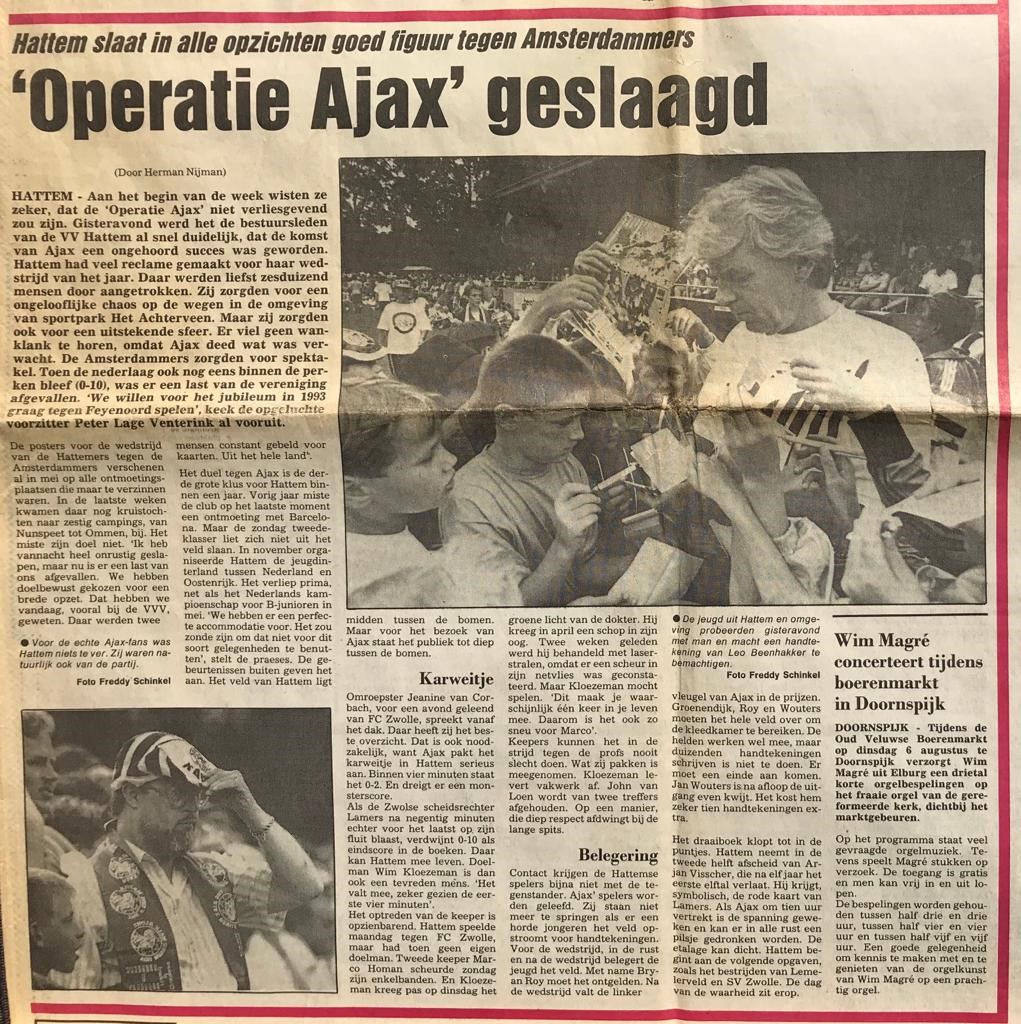 Hattem slaat in alle opzichten goed figuur tegen Amsterdammers
‘Operatie Ajax’ geslaagd
(Door Herman Nijman)
HATTEM - Aan het begin van de week wisten ze
zeker, dat de ‘Operatie Ajax’ niet verliesgevend
zou zijn. Gisteravond werd het de bestuursleden
van de VV Hattem al snel duidelijk, dat de komst
van Ajax een ongehoord succes was geworden.
Hattem had veel reclame gemaakt voor haar wed-
strijd van het jaar. Daar werden liefst zesduizend
mensen door aangetrokken. Zij zorgden voor een
ongelooflijke chaos op de wegen in de omgeving
van sportpark Het Achterveen. Maar zij zorgden
ook voor een uitstekende sfeer. Er viel geen wan-
klank te horen, omdat Ajax deed wat was ver-
wacht. De Amsterdammers zorgden voor spekta-
kel. Toen de nederlaag ook nog eens binnen de per-
ken bleef (0-10), was er een last van de vereniging
afgevallen. ‘We willen voor het jubileum in 1993
graag tegen Feyenoord spelen’, keek de opgeluchte
voorzitter Peter Lage Venterink al vooruit.
De posters voor de wedstrijd
van de Hattemers tegen de
Amsterdammers verschenen
al in mei op alle ontmoetings-
plaatsen die maar te verzinnen
waren. In de laatste weken
kwamen daar nog kruistoch-
ten naar zestig campings, van
Nunspeet tot Ommen, bij. Het
miste zijn doel niet. ‘Ik heb
vannacht heel onrustig gesla-
pen, maar nu is er een last van
ons afgevallen. We hebben
doelbewust gekozen voor een
brede opzet. Dat hebben we
vandaag, vooral bij de VVV,
geweten. Daar werden twee
● Voor de echte Ajax-fans was
Hattem niets te ver. Zij waren na-
tuurlijk ook van de partij.
Foto Freddy Schinkel
mensen constant gebeld voor
kaarten. Uit het hele land‘.
Het duel tegen Ajax is de der-
de grote klus voor Hattem bin-
nen een jaar. Vorig jaar miste
de club op het laatste moment
een ontmoeting met Barcelo-
na. Maar de zondag tweede-
klasser liet zich niet uit het
veld slaan. In november orga-
niseerde Hattem de jeugdin-
terland tussen Nederland en
Oostenrijk. Het verliep prima,
net als het Nederlands kam-
pioenschap voor B-junioren in
mei. ‘We hebben er een perfec-
te accommodatie voor. Het zou
zonde zijn om dat niet voor dit
soort gelegenheden te benut-
ten’, stelt de praeses. De ge-
beurtenissen buiten geven het
aan. Het veld van Hattem ligt
midden tussen de bomen.
Maar voor het bezoek van
Ajax staat het publiek tot diep
tussen de bomen.
Karweitje
Omroepster Jeanine van Cor-
bach, voor een avond geleend
van FC Zwolle, spreekt vanaf
het dak. Daar heeft zij het bes-
te overzicht. Dat is ook nood-
zakelijk, want Ajax pakt het
karweitje in Hattem serieus
aan. Binnen vier minuten staat
het 0-2. En dreigt er een mon-
sterscore.
Als de Zwolse scheidsrechter
Lamers na negentig minuten
echter voor het laatst op zijn
fluit blaast, verdwijnt 0-10 als
eindscore in de boeken. Daar
kan Hattem mee leven. Doel-
man Wim Kloezeman is dan
ook een tevreden mens. ‘Het
valt mee, zeker gezien de eer-
ste vier minuten’.
Het optreden van de keeper is
opzienbarend. Hattem speelde
maandag tegen FC Zwolle,
maar had toen geen eigen
doelman. Tweede keeper Mar-
co Homan scheurde zondag
zijn enkelbanden. En Kloeze-
man kreeg pas op dinsdag het
groene licht van de dokter. Hij
kreeg in april een schop in zijn
oog. Twee weken geleden
werd hij behandeld met laser-
stralen, omdat er een scheur in
zijn netvlies was geconsta-
teerd. Maar Kloezeman mocht
spelen. ‘Dit maak je waar-
schijnlijk één keer in je leven
mee. Daarom is het ook zo
sneu voor Marco’.
Keepers kunnen het in de
strijd tegen de profs nooit
slecht doen. Wat zij pakken is
meegenomen. Kloezeman le-
vert vakwerk af. John van
Loen wordt van twee treffers
afgehouden. Op een manier,
die diep respect afdwingt bij de
lange spits.
Belegering
Contact krijgen de Hattemse
spelers bijna niet met de te-
genstander. Ajax’ spelers wor-
den geleefd. Zij staan niet
meer te springen als er een
horde jongeren het veld op-
stroomt voor handtekeningen.
Voor de wedstrijd, in de rust
en na de wedstrijd belegert de
jeugd het veld. Met name Bry-
an Roy moet het ontgelden. Na
de wedstrijd valt de linker
● De jeugd uit Hattem en omge-
ving probeerden gisteravond
met man en macht een handte-
kening van Leo Beenhakker te
bemachtigen.
Foto Freddy Schinkel
vleugel van Ajax in de prijzen.
Groenendijk, Roy en Wouters
moeten het hele veld over om
de kleedkamer te bereiken. De
helden werken wel mee, maar
duizenden handtekeningen
schrijven is niet te doen. Er
moet een einde aan komen.
Jan Wouters is na afloop de uit-
gang even kwijt. Het kost hem
zeker tien handtekeningen ex-
tra.
Het draaiboek klopt tot in de
puntjes. Hattem neemt in de
tweede helft afscheid van Ar-
jan Visscher, die na elf jaar het
eerste elftal verlaat. Hij krijgt,
symbolisch, de rode kaart van
Lamers. Als Ajax om tien uur
vertrekt is de spanning gewe-
ken en kan er in alle rust een
pilsje gedronken worden. De
etalage kan dicht. Hattem be-
gint aan de volgende opgaven,
zoals het bestrijden van Leme-
lerveld en SV Zwolle. De dag
van de waarheid zit erop.
Wim Magré
concerteert tijdens
boerenmarkt
in Doornspijk
DOORNSPIJK - Tijdens de
Oud Veluwse Boerenmarkt
op dinsdag 6 augustus te
Doornspijk verzorgt Wim
Magré uit Elburg een drietal
korte orgelbespelingen op
het fraaie orgel van de gere-
formeerde kerk, dichtbij het
marktgebeuren.
Op het programma staat veel
gevraagde orgelmuziek. Te-
vens speelt Magré stukken op
verzoek. De toegang is gratis
en men kan vrij in en uit lo-
pen.
De bespelingen worden gehou-
den tussen half drie en drie
uur, tussen half vier en vier
uur en tussen half vijf en vijf
uur. Een goede gelegenheid
om kennis te maken met en te
genieten van de orgelkunst
van Wim Magré op een prach-
tig orgel.